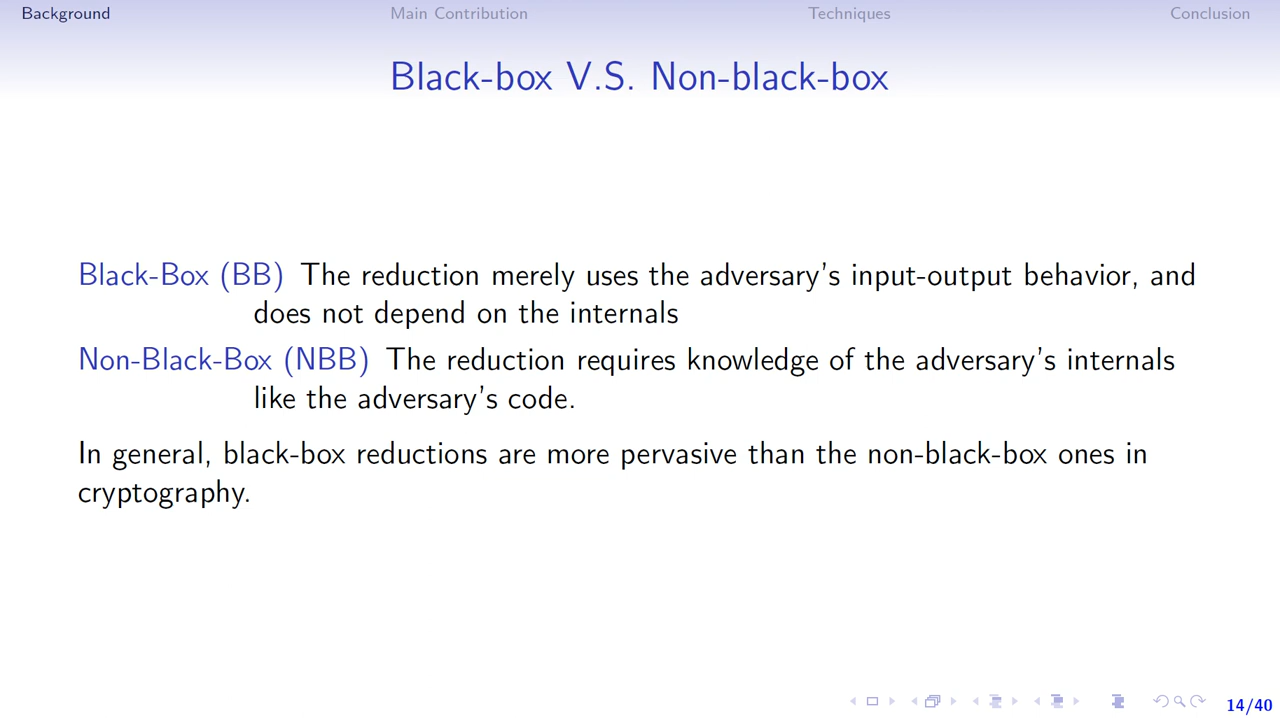 Background Main Contribution Techniques Conclusion
Black-box V.S. Non-black-box
Black-Box (BB) The reduction merely uses the adversary's input-output behavior, and
does not depend on the internals
Non-Black-Box (NBB) The reduction requires knowledge of the adversary's internals
like the adversary's code.
In general, black-box reductions are more pervasive than the non-black-box ones in
cryptography.
14/40